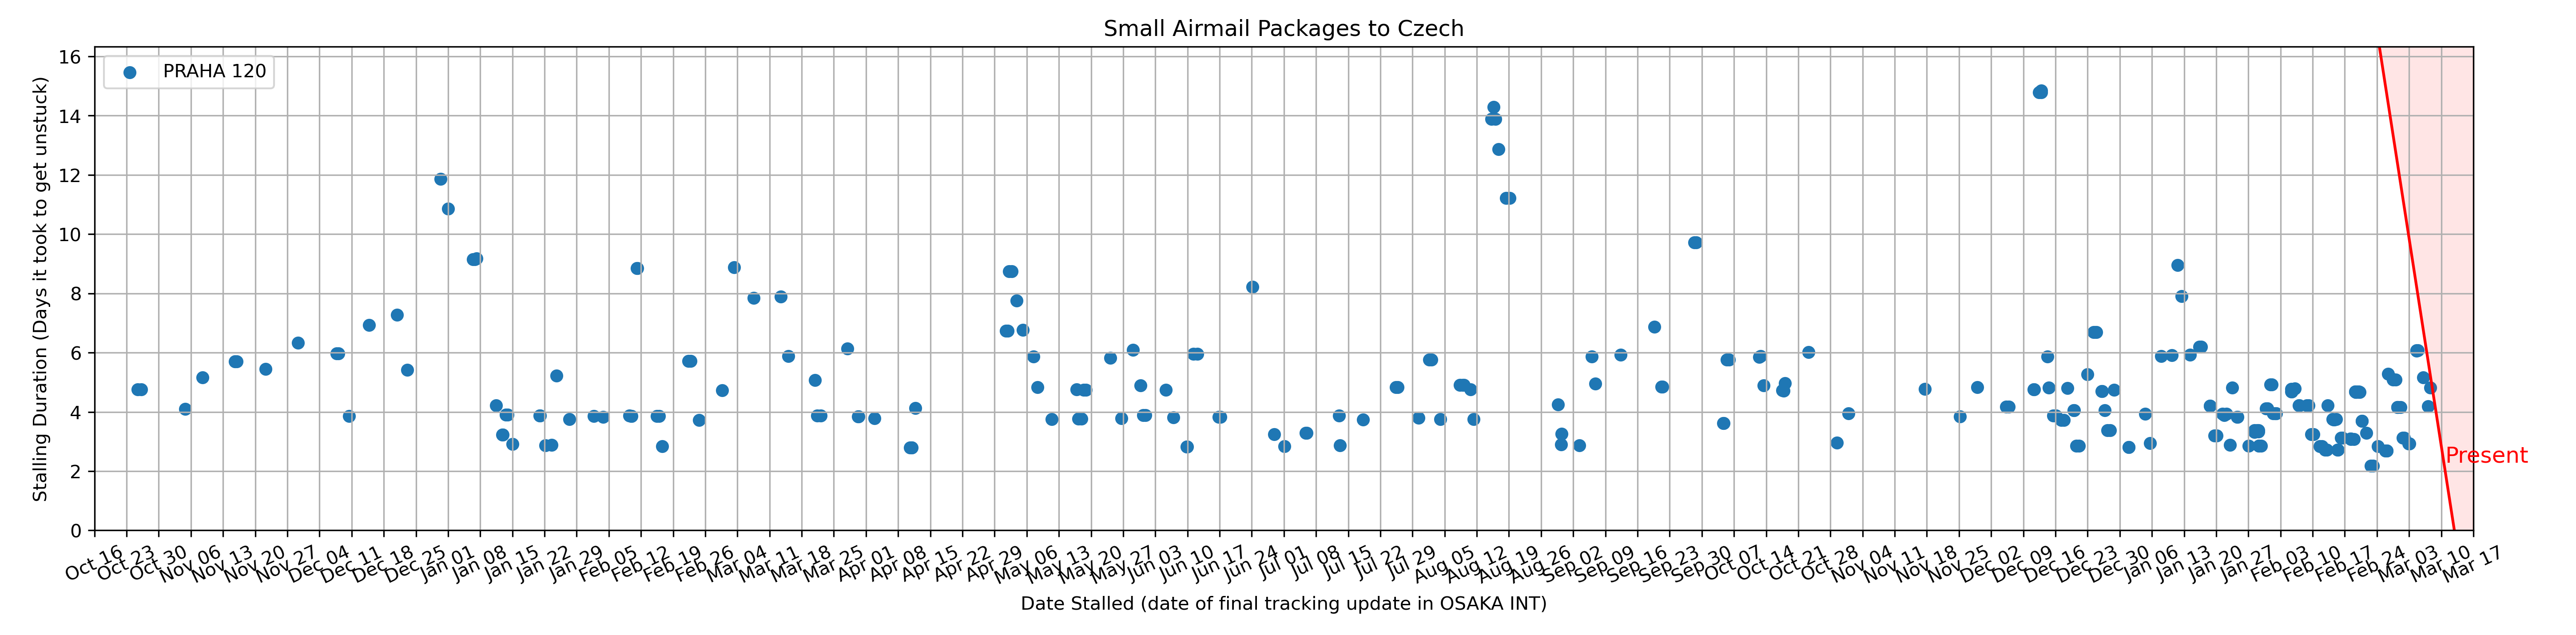 Small Airmail Packages to Czech
PRAHA 120
Stalling Duration (Days it took to get unstuck)
16
14
12
10
8
6
4
2
0
Present
Oct 16
Oct 23
Oct 30
Nov 06
Nov 13
Nov 20
Nov 27
Dec 04
Dec 11
Dec 18
Dec 25
Jan 01
Jan 08
Jan 15
Jan 22
Jan 29
Feb 05
Feb 12
Feb 19
Feb 26
Mar 04
Mar 11
Mar 18
Mar 25
Apr 01
Apr 08
Apr 15
Apr 22
Apr 29
May 06
May 13
May 20
May 27
Jun 03
Jun 10
Jun 17
Jun 24
Jul 01
Jul 08
Jul 15
Jul 22
Jul 29
Aug 05
Aug 12
Aug 19
Aug 26
Sep 02
Sep 09
Sep 16
Sep 23
Sep 30
Oct 07
Oct 14
Oct 21
Oct 28
Nov 04
Nov 11
Nov 18
Nov 25
Dec 02
Dec 09
Dec 16
Dec 23
Dec 30
Jan 06
Jan 13
Jan 20
Jan 27
Feb 03
Feb 10
Feb 17
Feb 24
Mar 03
Mar 10
Mar 17
Date Stalled (date of final tracking update in OSAKA INT)